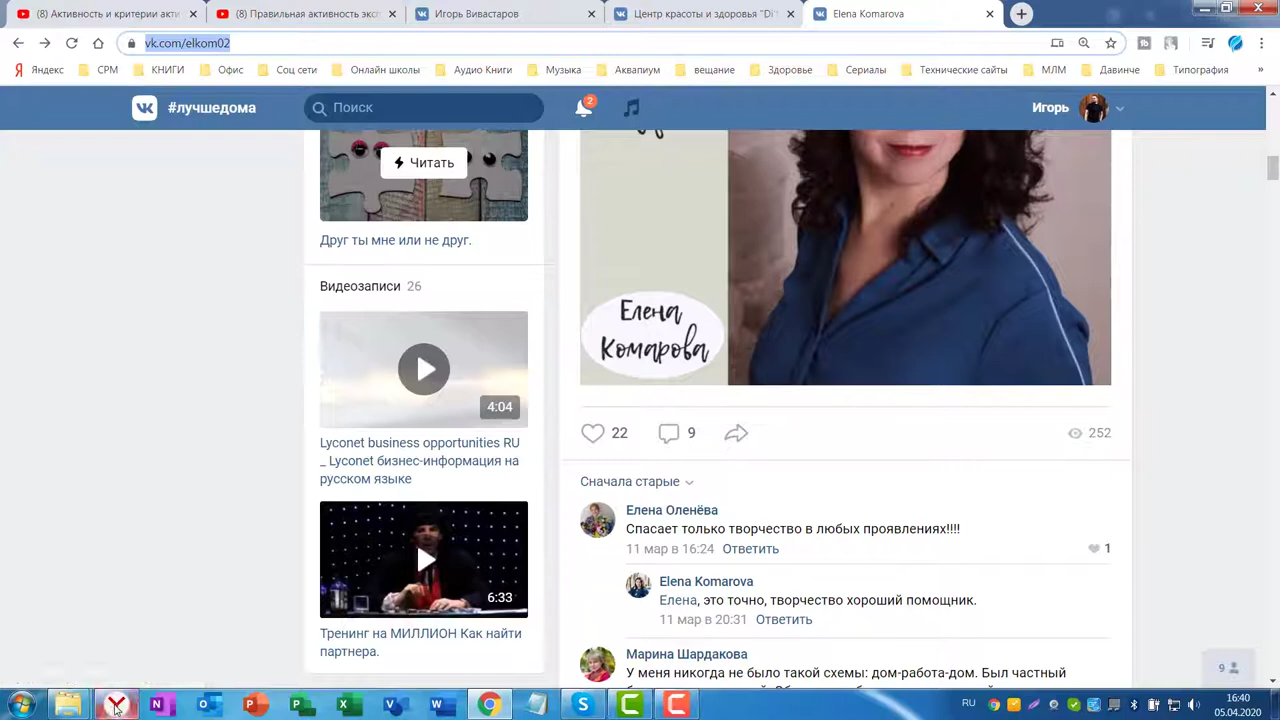 (8) Активность и критерии акти
(8) Правильная активность эксп
Игорь Вивастаров
Центр красоты и здоровья "Di
Elena Komarova
vk.com/elkom02
Яндекс
СРМ
КНИГИ
Офис
Соц сети
Онлайн школы
Аудио Книги
Музыка
Аквапиум
вещание
Здоровье
Сериалы
Технические сайты
МЛМ
Давинче
Типография
#лучшедома
Поиск
2
Игорь
Читать
Друг ты мне или не друг.
Видеозаписи 26
4:04
Lyconet business opportunities RU
_ Lyconet бизнес-информация на
русском языке
6:33
Тренинг на МИЛЛИОН Как найти
партнера.
Елена
Комарова
22
9
252
Сначала старые
Елена Оленёва
Спасает только творчество в любых проявлениях!!!!
11 мар в 16:24 Ответить
1
Elena Komarova
Елена, это точно, творчество хороший помощник.
11 мар в 20:31 Ответить
Марина Шардакова
У меня никогда не было такой схемы: дом-работа-дом. Был частный
9
RU
16:40
05.04.2020